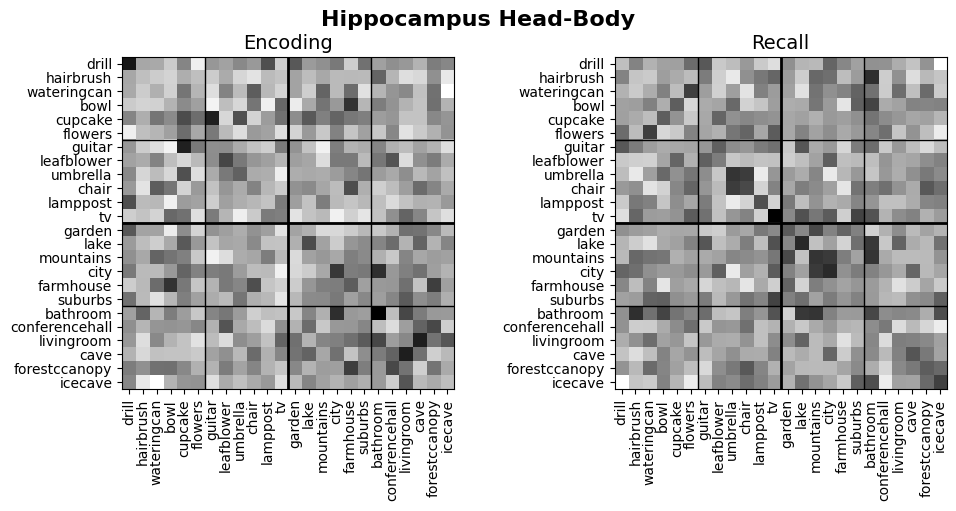 Hippocampus Head-Body
Encoding
drill
hairbrush
wateringcan
bowl
cupcake
flowers
guitar
leafblower
umbrella
chair
lamppost
tv
garden
lake
mountains
city
farmhouse
suburbs
bathroom
conferencehall
livingroom
cave
forestccanopy
icecave
drill
hairbrush
wateringcan
bowl
cupcake
flowers
guitar
leafblower
umbrella
chair
lamppost
tv
garden
lake
mountains
city
farmhouse
suburbs
bathroom
conferencehall
livingroom
cave
forestccanopy
icecave
Recall
drill
hairbrush
wateringcan
bowl
cupcake
flowers
guitar
leafblower
umbrella
chair
lamppost
tv
garden
lake
mountains
city
farmhouse
suburbs
bathroom
conferencehall
livingroom
cave
forestccanopy
icecave
drill
hairbrush
wateringcan
bowl
cupcake
flowers
guitar
leafblower
umbrella
chair
lamppost
tv
garden
lake
mountains
city
farmhouse
suburbs
bathroom
conferencehall
livingroom
cave
forestccanopy
icecave